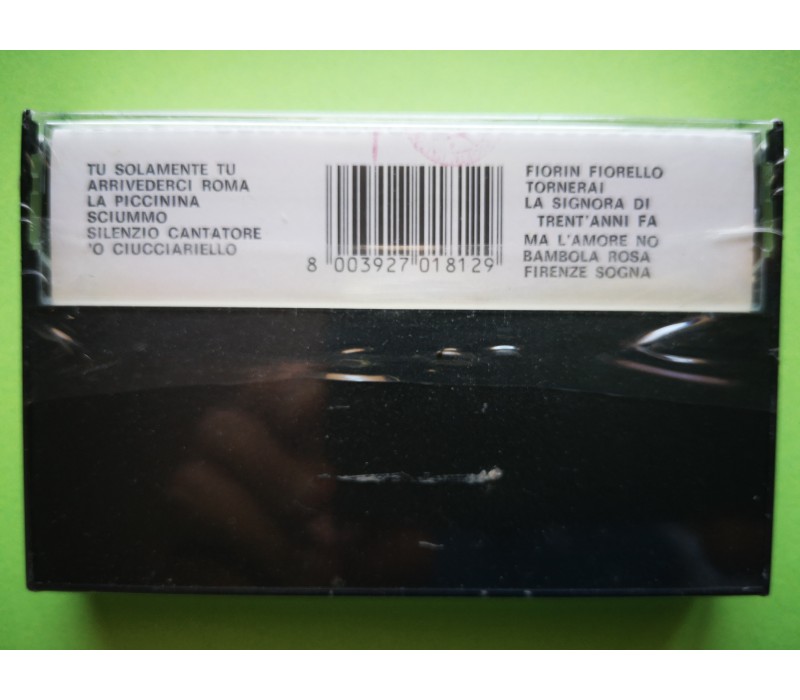 TU SOLAMENTE TU
ARRIVEDERCI ROMA
LA PICCININA
SCIUMMO
SILENZIO CANTATORE
'O CIUCCIARIELLO
8 003927 018129
FIORIN FIORELLO
TORNERAI
LA SIGNORA DI
TRENT'ANNI FA
MA L'AMORE NO
BAMBOLA ROSA
FIRENZE SOGNA